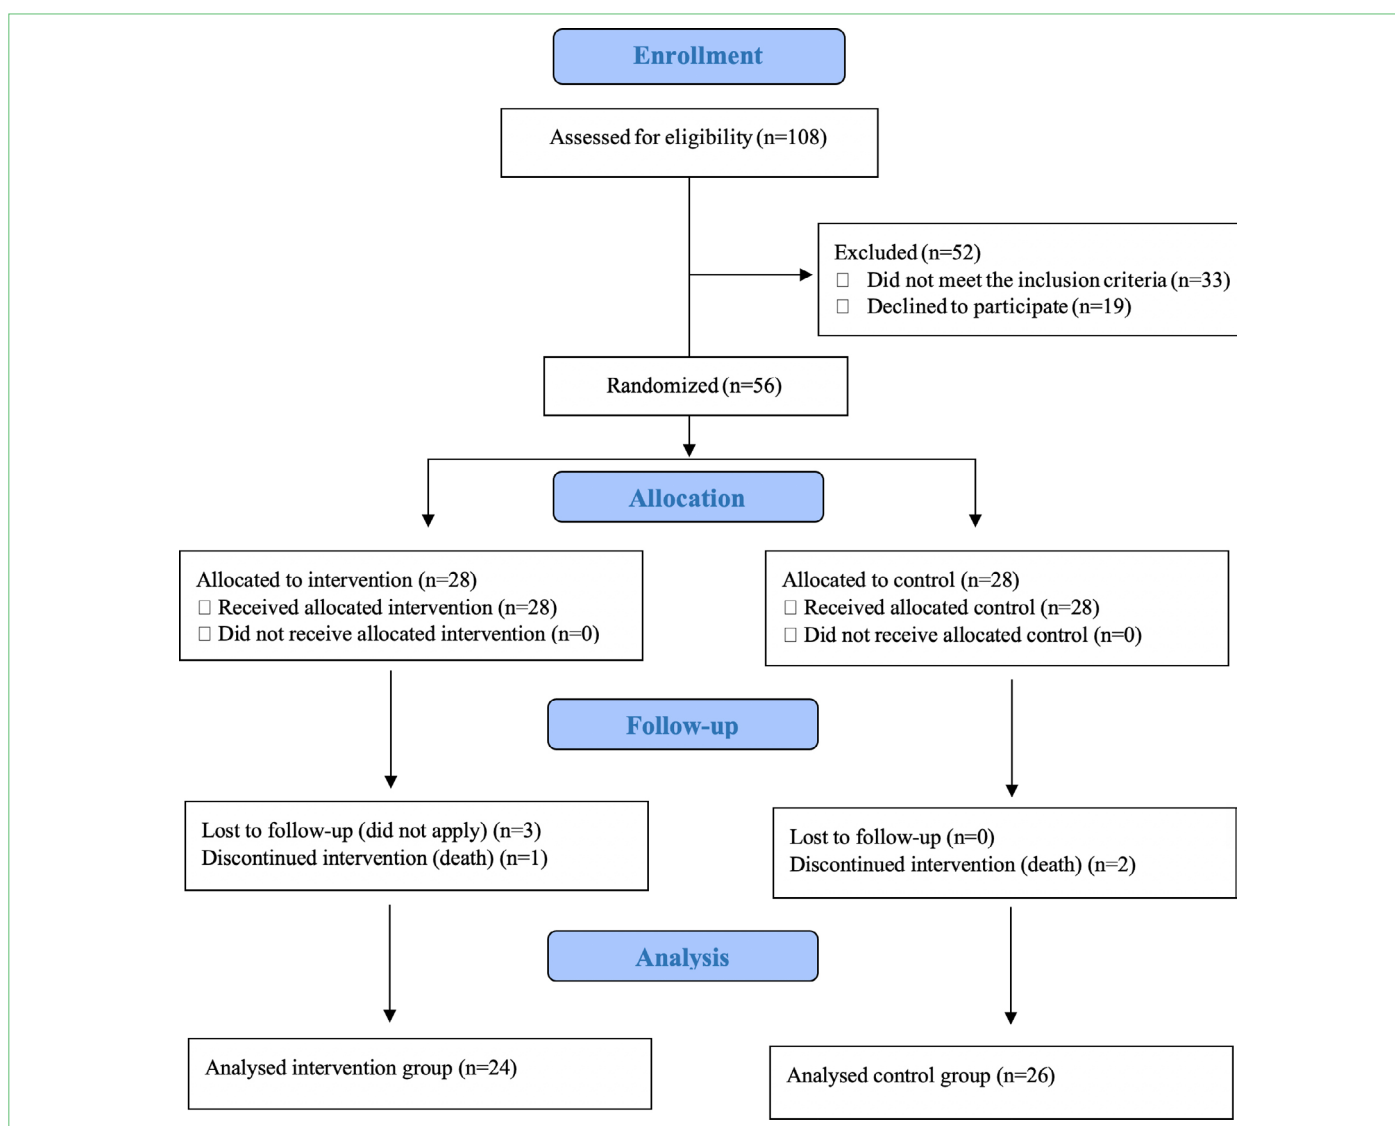 Enrollment
Assessed for eligibility (n=108)
Excluded (n=52)
Did not meet the inclusion criteria (n=33)
Declined to participate (n=19)
Randomized (n=56)
Allocation
Allocated to intervention (n=28)
Received allocated intervention (n=28)
Did not receive allocated intervention (n=0)
Allocated to control (n=28)
Received allocated control (n=28)
Did not receive allocated control (n=0)
Follow-up
Lost to follow-up (did not apply) (n=3)
Discontinued intervention (death) (n=1)
Lost to follow-up (n=0)
Discontinued intervention (death) (n=2)
Analysis
Analysed intervention group (n=24)
Analysed control group (n=26)